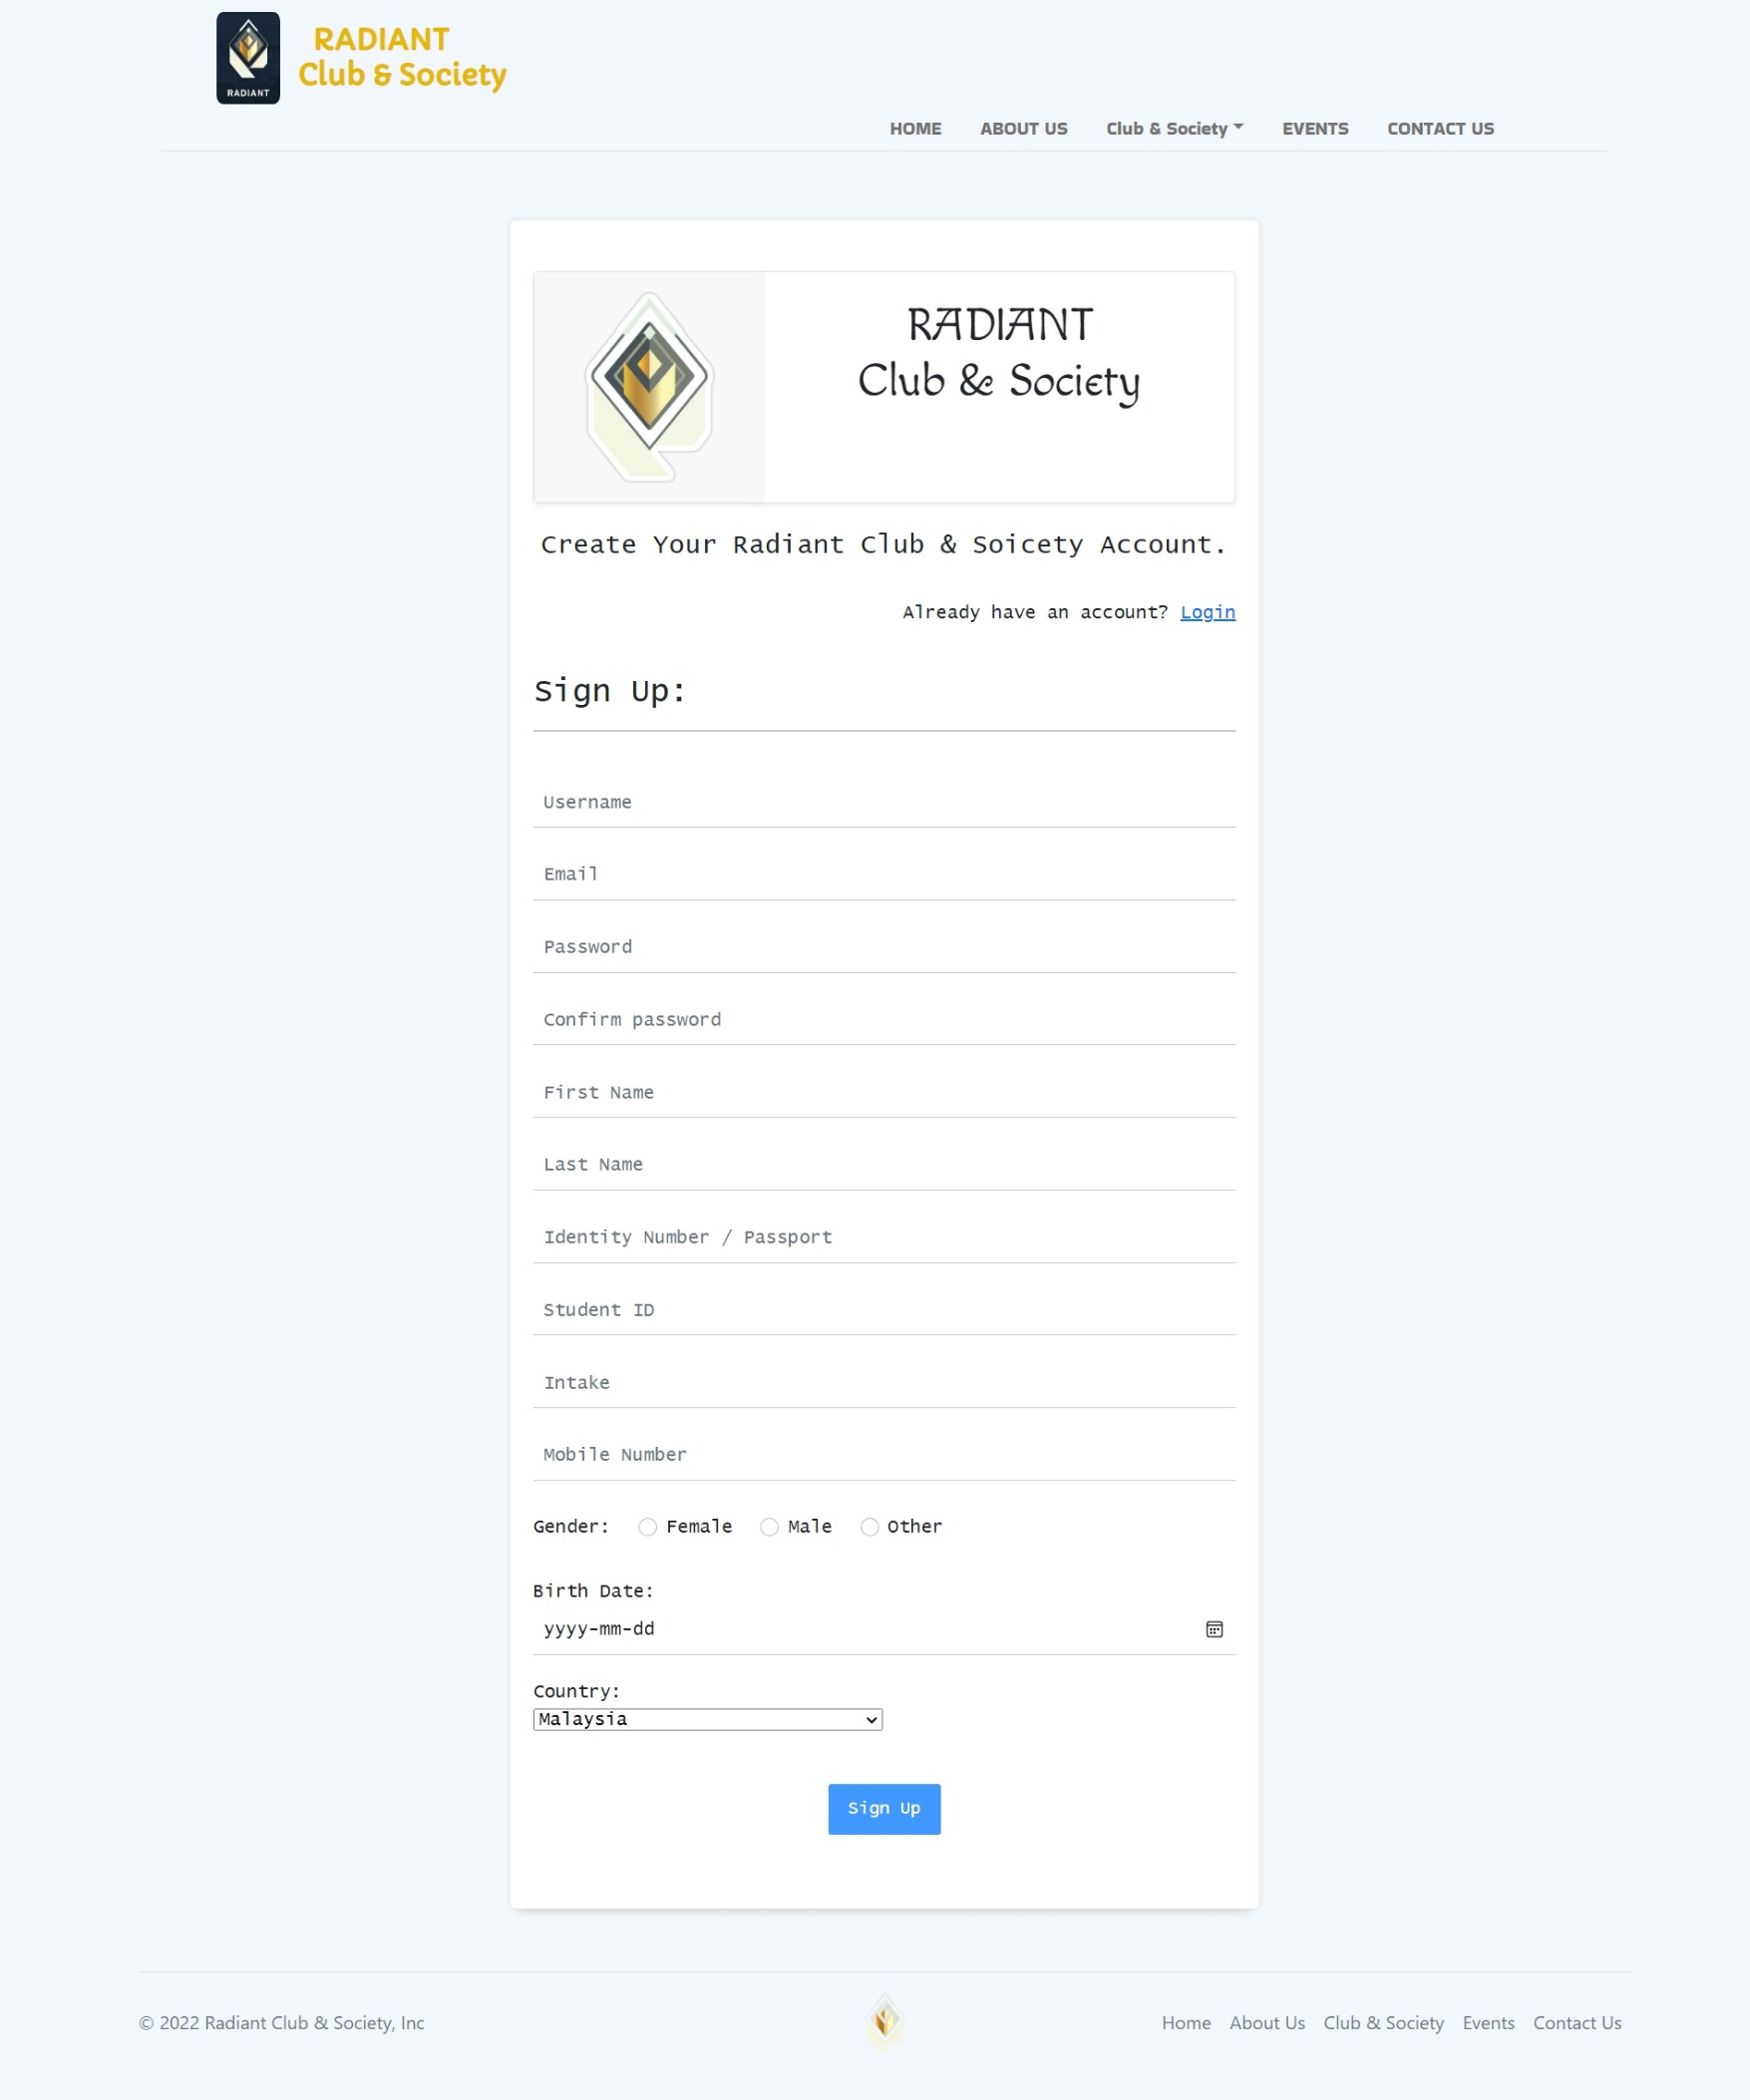 RADIANT
RADIANT
Club & Society
HOME ABOUT US Club & Society EVENTS CONTACT US
RADIANT
Club & Society
Create Your Radiant Club & Soicety Account.
Already have an account? Login
Sign Up:
Username
Email
Password
Confirm password
First Name
Last Name
Identity Number / Passport
Student ID
Intake
Mobile Number
Gender: Female Male Other
Birth Date:
yyyy-mm-dd
Country:
Malaysia
Sign Up
© 2022 Radiant Club & Society, Inc Home About Us Club & Society Events Contact Us